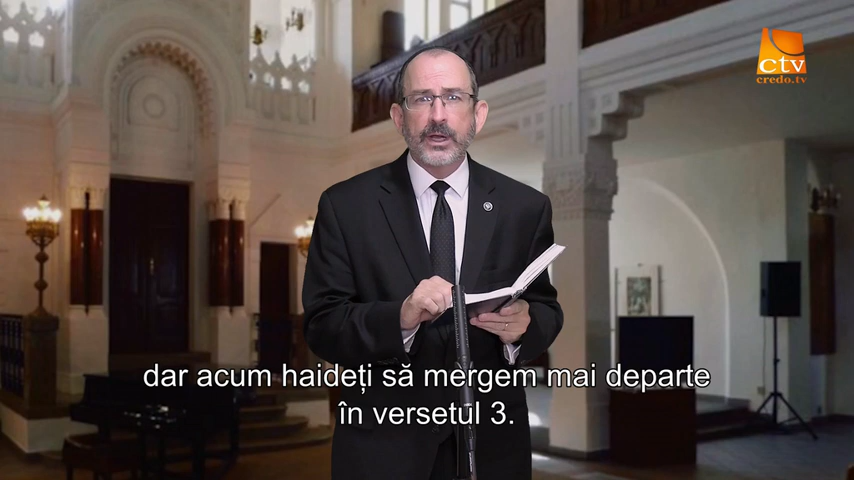 ctv
credo.tv
dar acum haideți să mergem mai departe
în versetul 3.